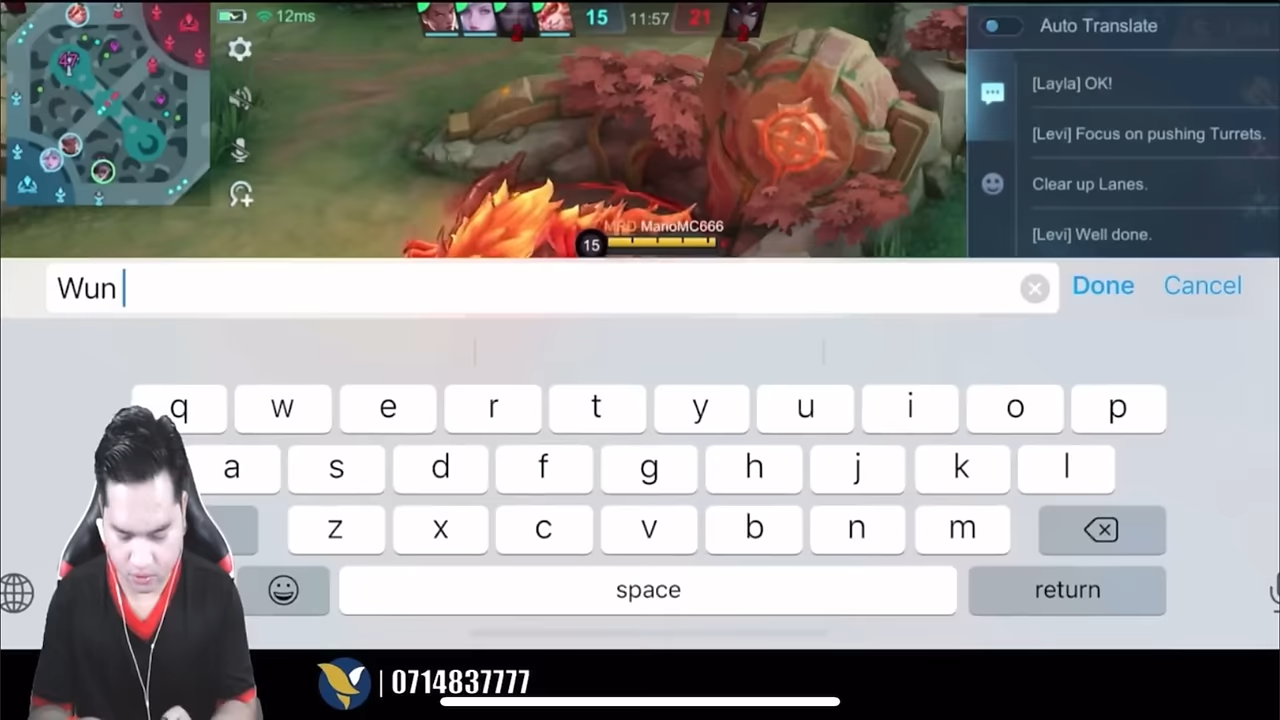 12ms
15 11:57 21
Auto Translate
[Layla] OK!
[Levi] Focus on pushing Turrets.
Clear up Lanes.
[Levi] Well done.
MRD ManoMC666
15
Wun
Done Cancel
q w e r t y u i o p
a s d f g h j k l
z x c v b n m
space return
| 0714837777